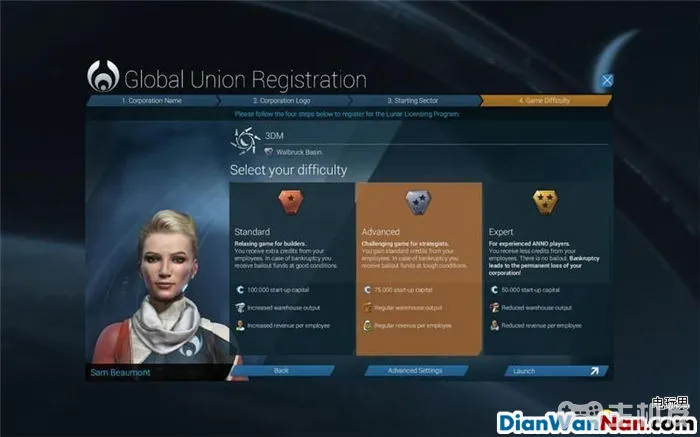 Global Union Registration
1. Corporation Name
2. Corporation Logo
3. Starting Sector
4. Game Difficulty
Please follow the four steps below to register for the Lunar Licensing Program:
3DM
Walbruck Basin
Select your difficulty
Standard
Relaxing game for builders.
You receive extra credits from your
employees. In case of bankruptcy you
receive bailout funds at good conditions.
100.000 start-up capital
Increased warehouse output
Increased revenue per employee
Advanced
Challenging game for strategists.
You gain standard credits from your
employees. In case of bankruptcy you
receive bailout funds at tough conditions.
75.000 start-up capital
Regular warehouse output
Regular revenue per employee
Expert
For experienced ANNO players.
You receive less credits from your
employees. There is no bailout. Bankruptcy
leads to the permanent loss of your
corporation!
50.000 start-up capital
Reduced warehouse output
Reduced revenue per employee
Sam Beaumont
Back
Advanced Settings
Launch
电玩男
DianWanNan.com